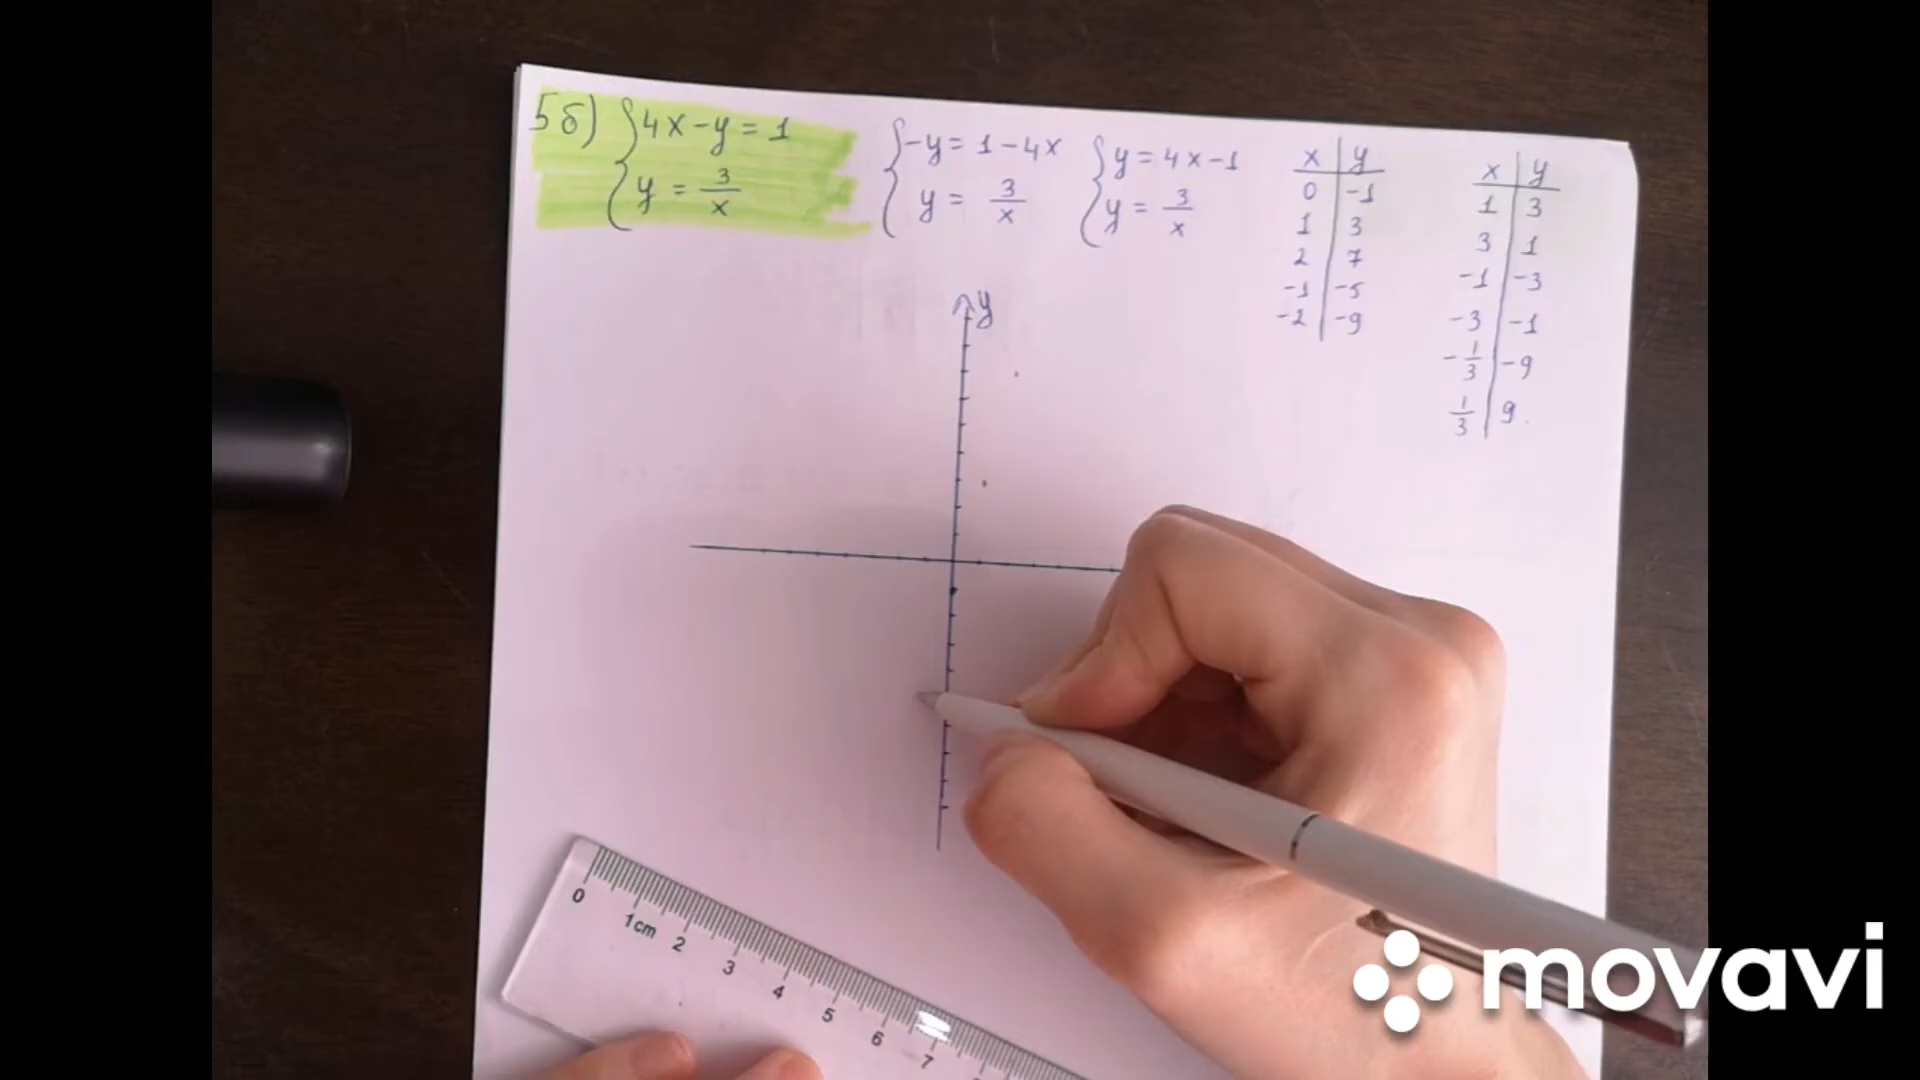 5б) {4x-y=1
{y = 3/x
{-y = 1-4x
{y = 3/x
{y = 4x-1
{y = 3/x
x | y
0 | -1
1 | 3
2 | 7
-1 | -5
-2 | -9
x | y
1 | 3
3 | 1
-1 | -3
-3 | -1
-1/3 | -9
1/3 | 9.
y
0 1cm 2 3 4 5 6 7
movavi